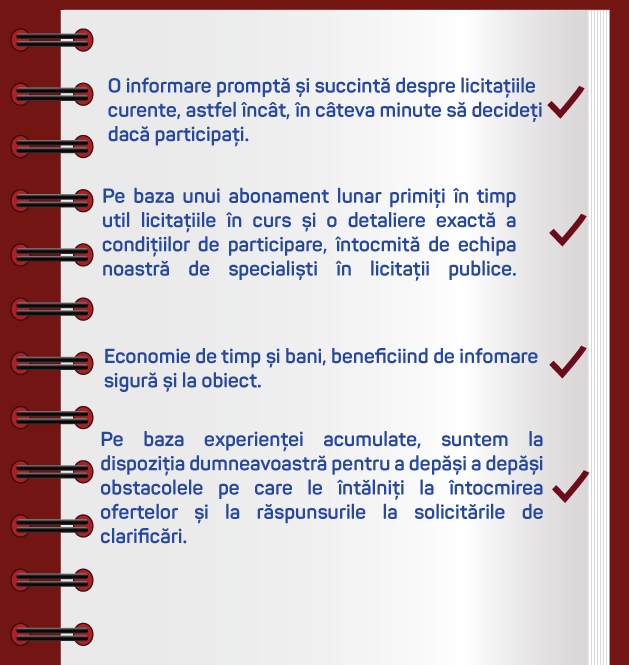 O informare promptă și succintă despre licitațiile
curente, astfel încât, în câteva minute să decideți
dacă participați.
Pe baza unui abonament lunar primiți în timp
util licitațiile în curs și o detaliere exactă a
condițiilor de participare, întocmită de echipa
noastră de specialiști în licitații publice.
Economie de timp și bani, beneficiind de infomare
sigură și la obiect.
Pe baza experienței acumulate, suntem la
dispoziția dumneavoastră pentru a depăși a depăși
obstacolele pe care le întâlniți la întocmirea
ofertelor și la răspunsurile la solicitările de
clarificări.